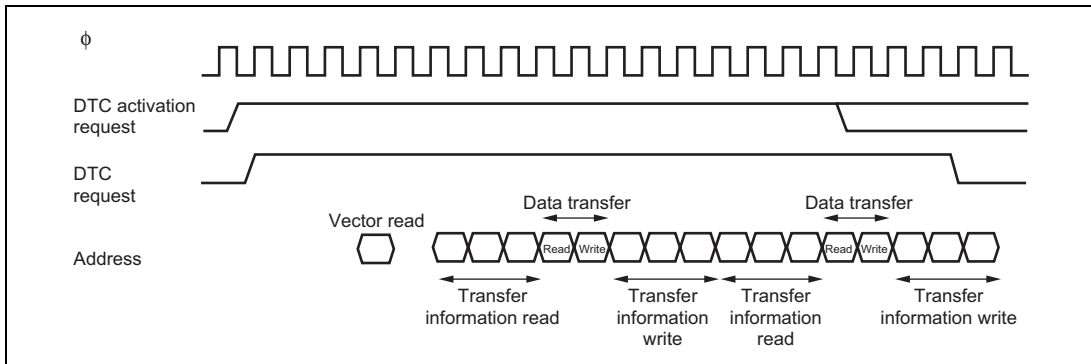 ϕ
DTC activation
request
DTC
request
Data transfer
Data transfer
Vector read
Address
Read
Write
Read
Write
Transfer
information read
Transfer
information
write
Transfer
information
read
Transfer
information write